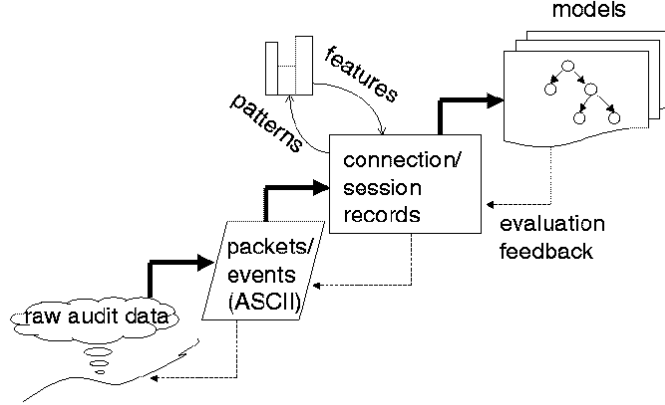 models
features
patterns
connection/
session
records
evaluation
feedback
packets/
events
(ASCII)
raw audit data